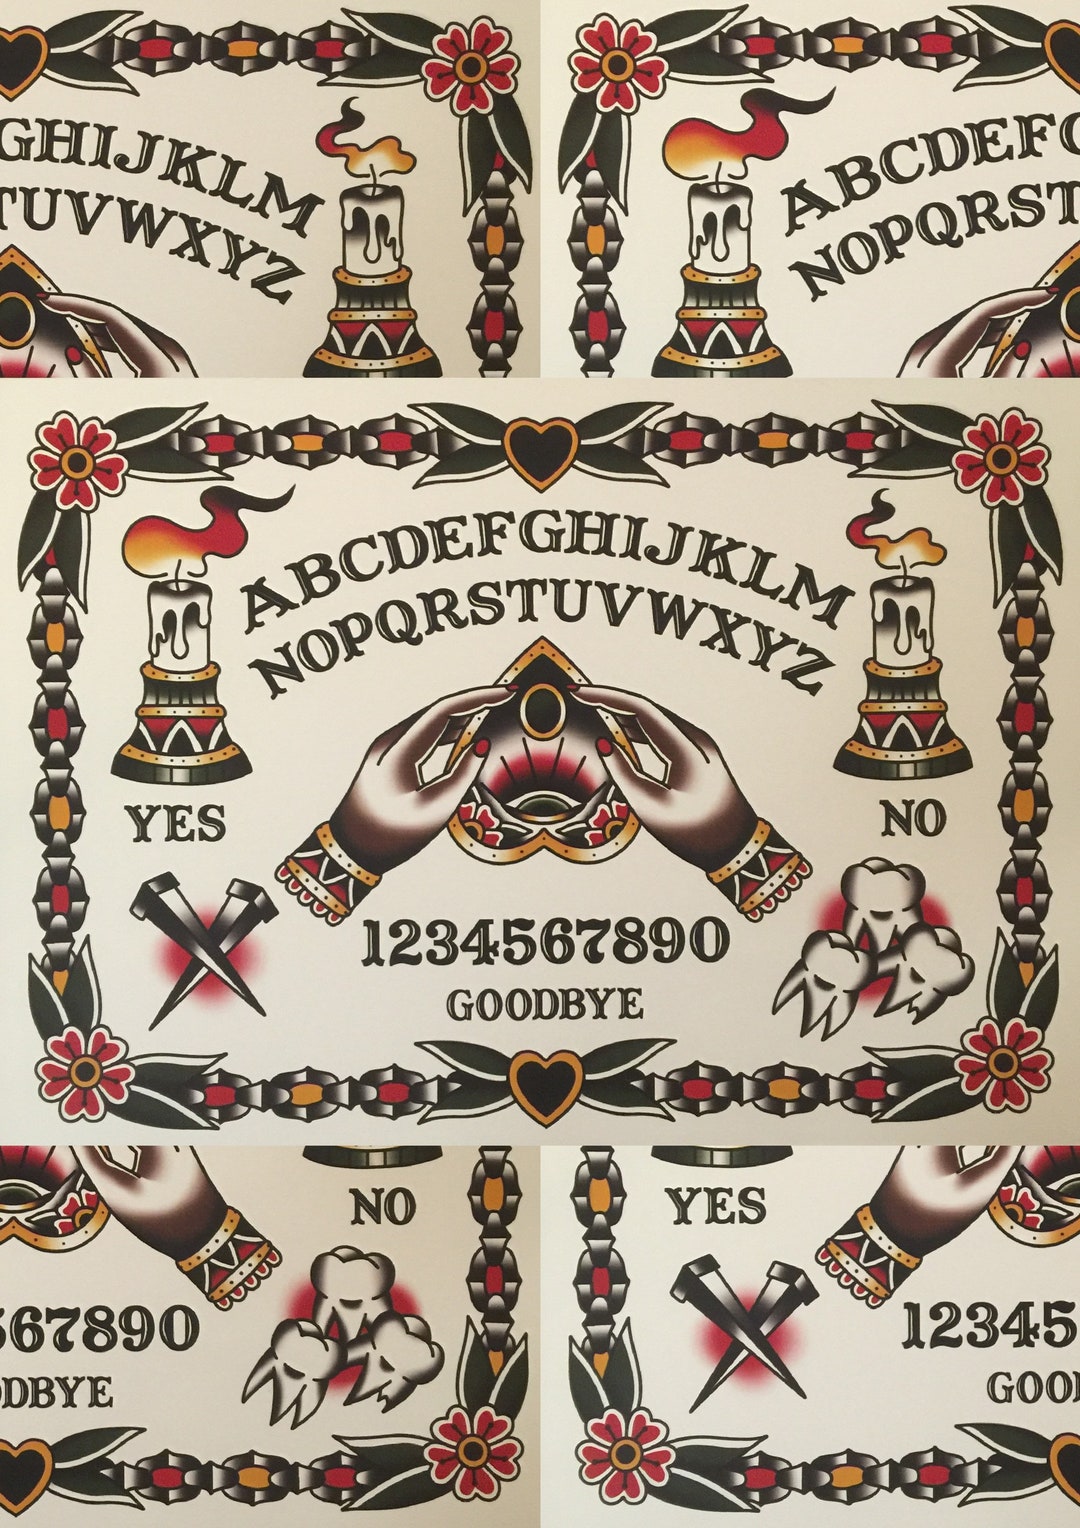 GHIJKLM
TUVWXYZ
ABCDEFG
NOPQRST
ABCDEFGHIJKLM
NOPQRSTUVWXYZ
YES
NO
1234567890
GOODBYE
NO
567890
DBYE
YES
12345
GOO